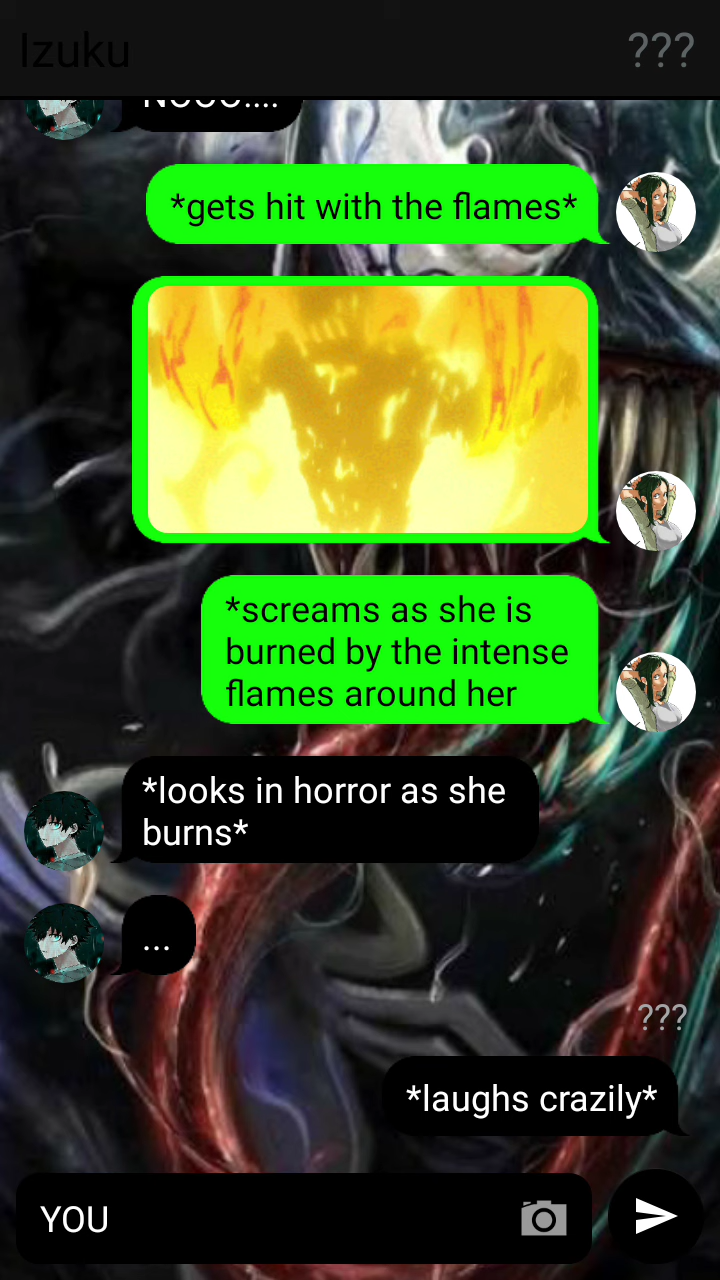 Izuku
???
Nooo....
*gets hit with the flames*
*screams as she is
burned by the intense
flames around her
*looks in horror as she
burns*
...
???
*laughs crazily*
YOU